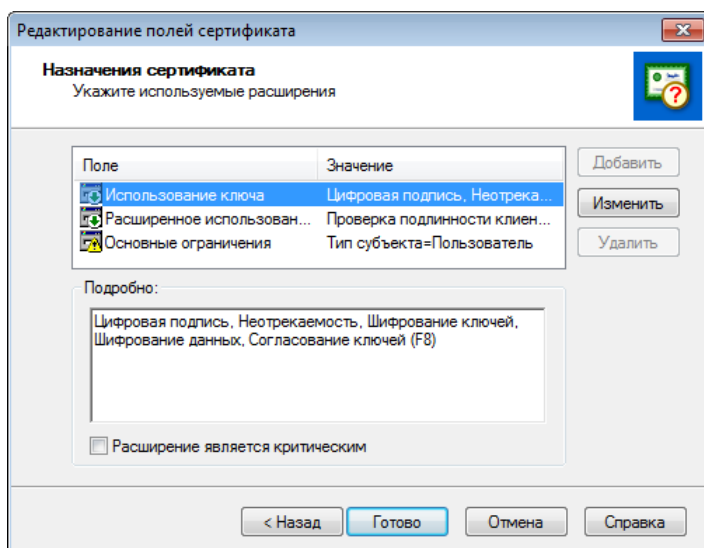 Редактирование полей сертификата
Назначения сертификата
Укажите используемые расширения
Поле Значение
Использование ключа Цифровая подпись, Неотрека...
Расширенное использован... Проверка подлинности клиен...
Основные ограничения Тип субъекта=Пользователь
Добавить
Изменить
Удалить
Подробно:
Цифровая подпись, Неотрекаемость, Шифрование ключей,
Шифрование данных, Согласование ключей (F8)
Расширение является критическим
< Назад Готово Отмена Справка